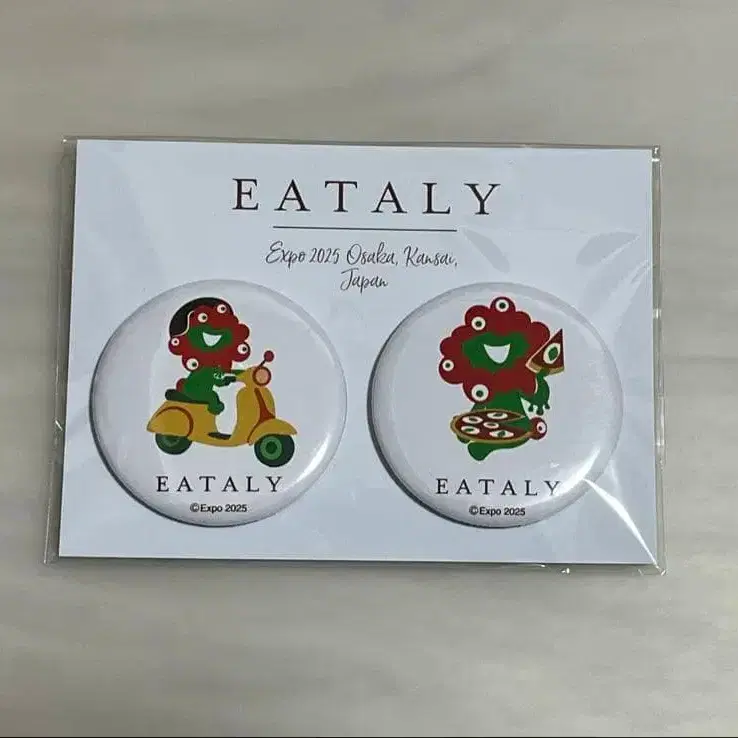 EATALY
Expo 2025 Osaka, Kansai,
Japan
EATALY
©Expo 2025
EATALY
©Expo 2025